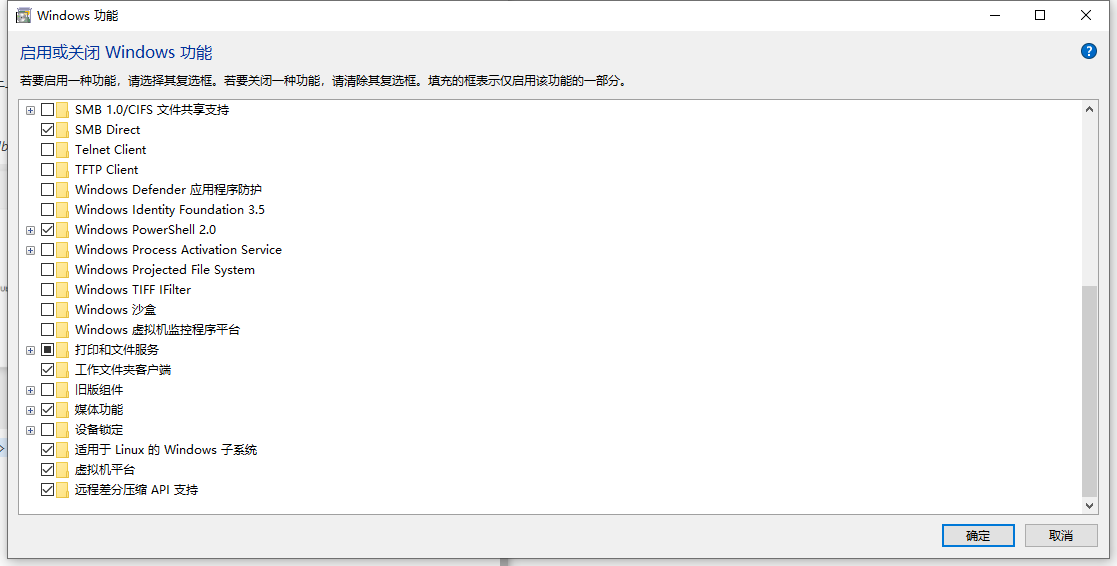 Windows 功能
启用或关闭 Windows 功能
?
若要启用一种功能，请选择其复选框。若要关闭一种功能，请清除其复选框。填充的框表示仅启用该功能的一部分。
SMB 1.0/CIFS 文件共享支持
SMB Direct
Telnet Client
TFTP Client
Windows Defender 应用程序防护
Windows Identity Foundation 3.5
Windows PowerShell 2.0
Windows Process Activation Service
Windows Projected File System
Windows TIFF IFilter
Windows 沙盒
Windows 虚拟机监控程序平台
打印和文件服务
工作文件夹客户端
旧版组件
媒体功能
设备锁定
适用于 Linux 的 Windows 子系统
虚拟机平台
远程差分压缩 API 支持
确定
取消